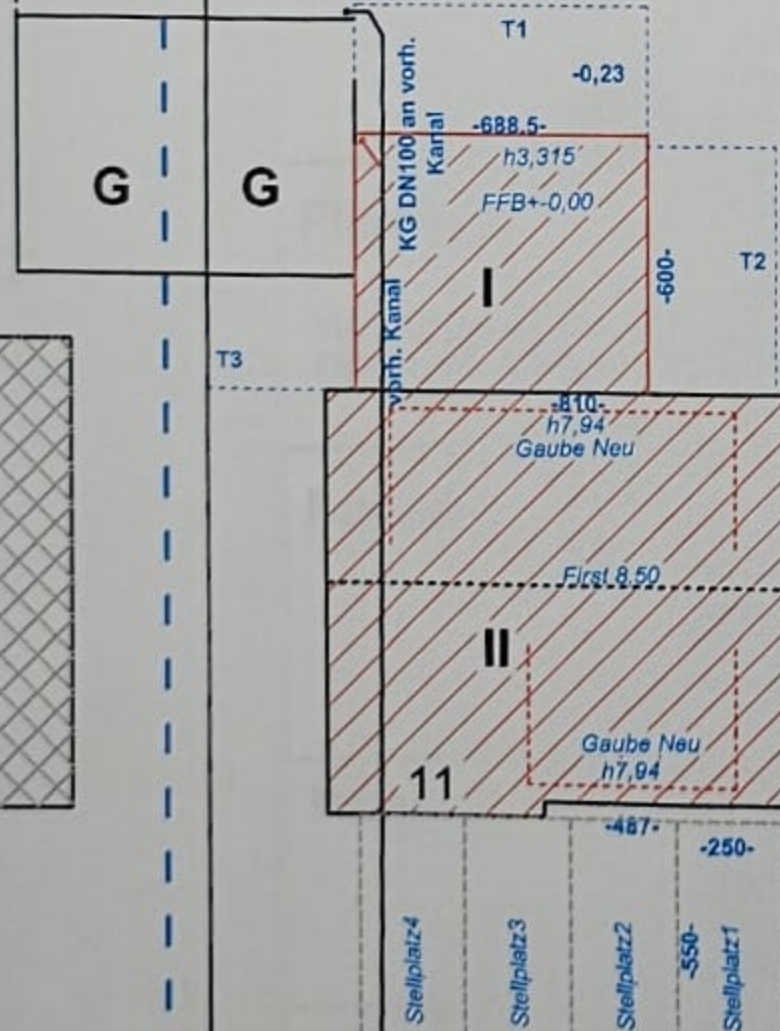 T1
-0,23
-688.5-
h3,315
FFB+-0,00
KG DN100 an vorh.
Kanal
G
G
I
-600-
T2
vorh. Kanal
T3
-810-
h7,94
Gaube Neu
First 8,50
II
Gaube Neu
h7,94
11
-487-
-250-
-550-
Stellplatz4
Stellplatz3
Stellplatz2
Stellplatz1